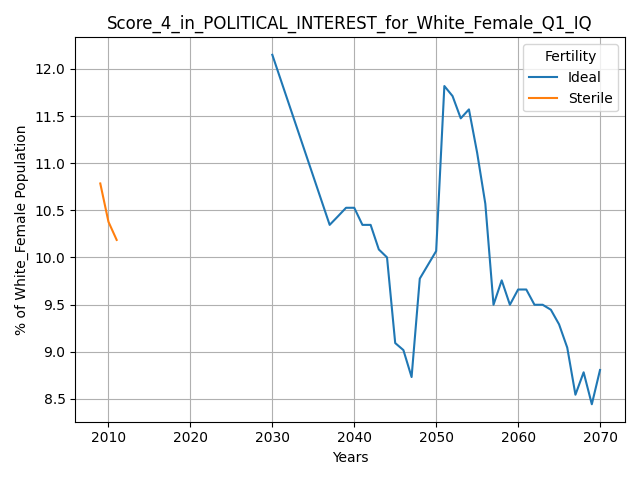 Score_4_in_POLITICAL_INTEREST_for_White_Female_Q1_IQ
Fertility
Ideal
Sterile
% of White_Female Population
12.0
11.5
11.0
10.5
10.0
9.5
9.0
8.5
2010 2020 2030 2040 2050 2060 2070
Years